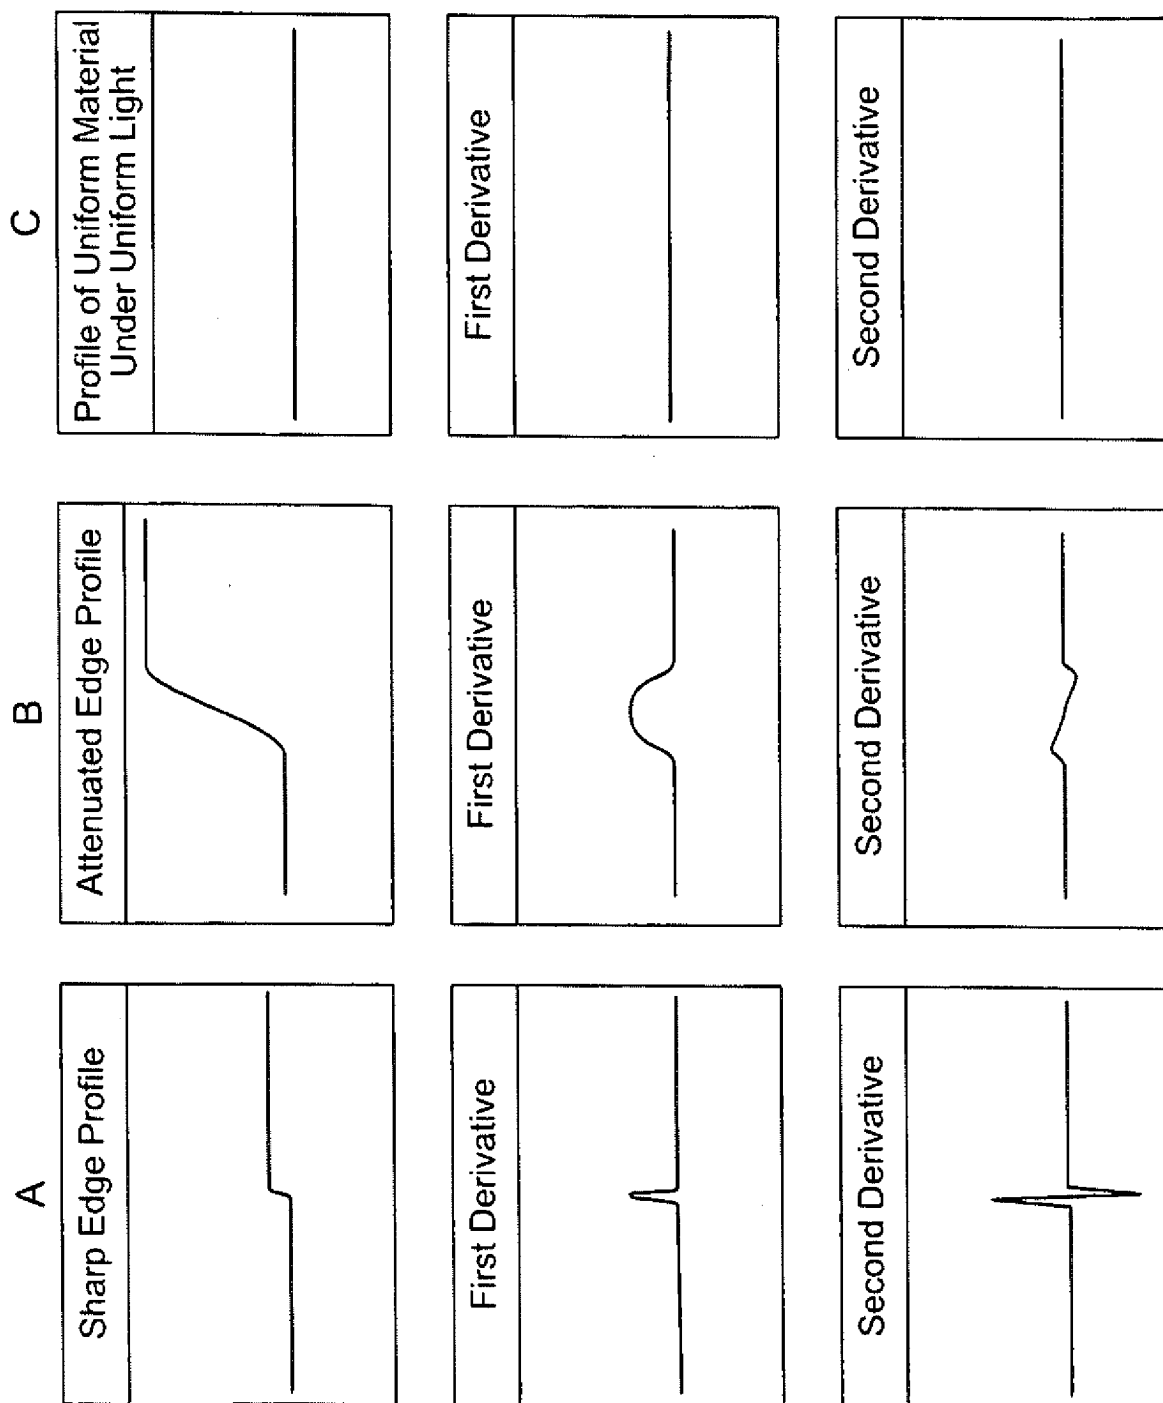 A
Sharp Edge Profile
First Derivative
Second Derivative
B
Attenuated Edge Profile
First Derivative
Second Derivative
C
Profile of Uniform Material
Under Uniform Light
First Derivative
Second Derivative